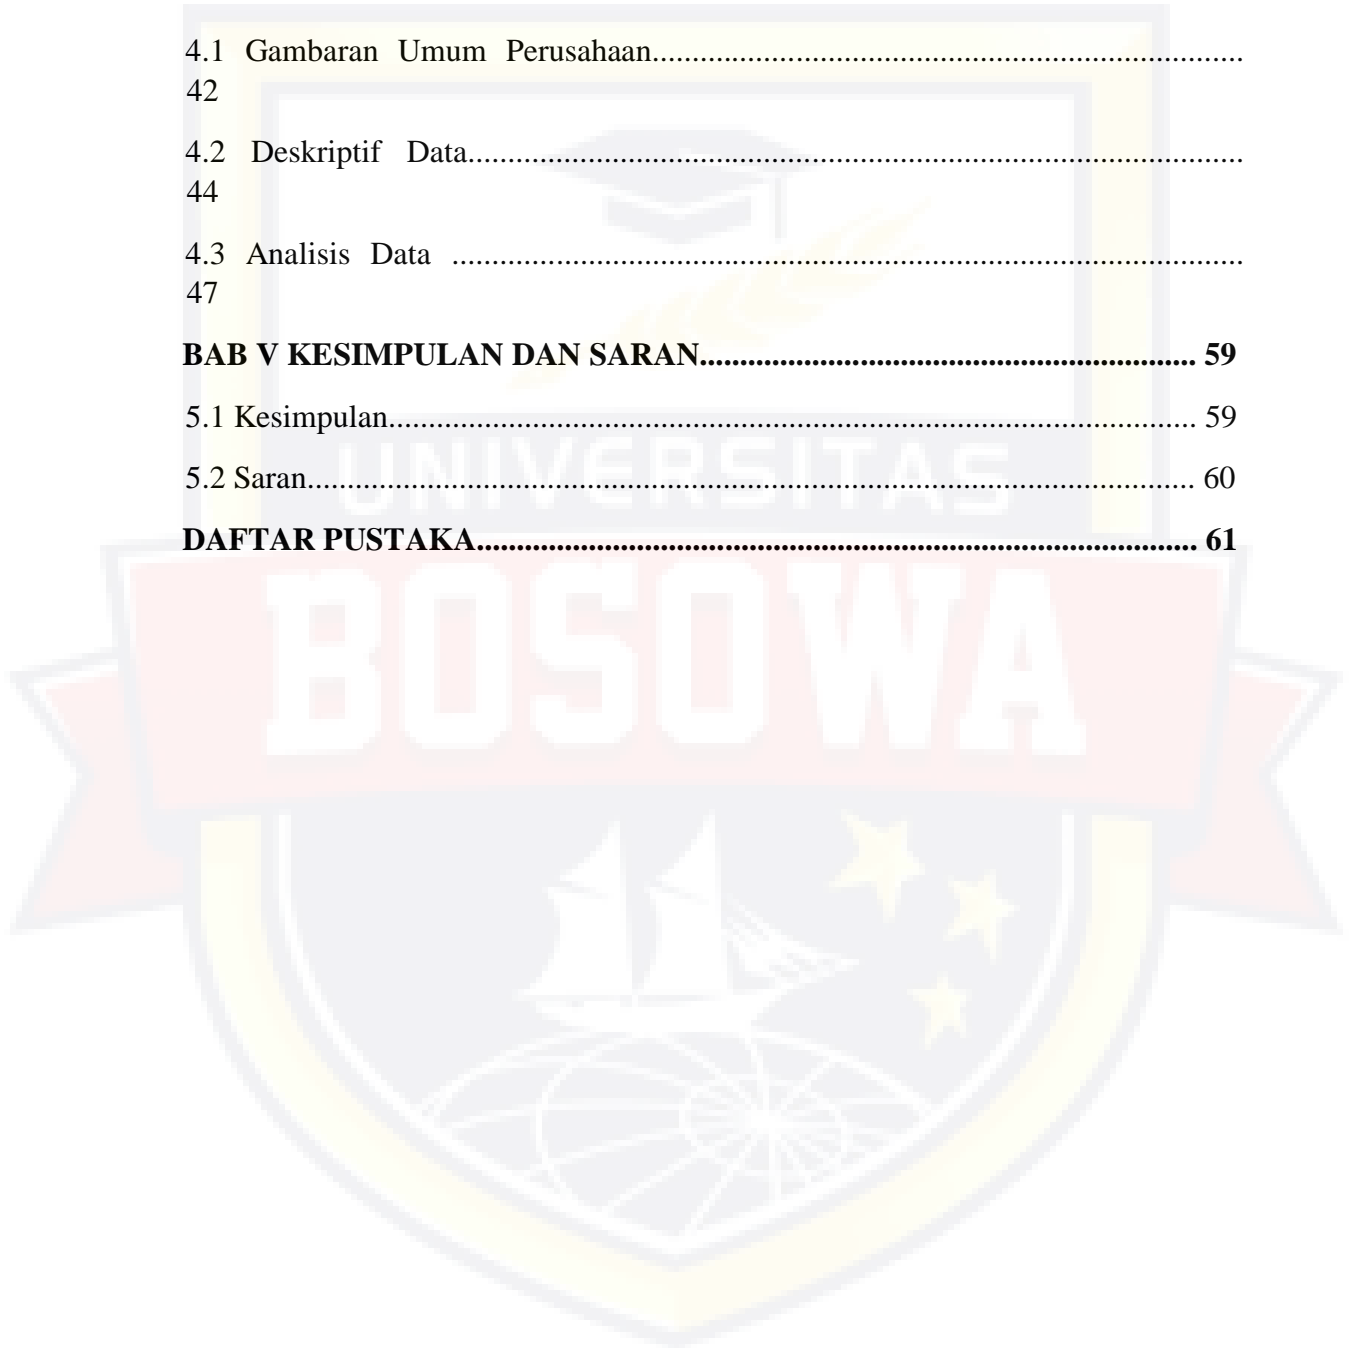 4.1 Gambaran Umum Perusahaan..........................................................................
42
4.2 Deskriptif Data.................................................................................................
44
4.3 Analisis Data ...................................................................................................
47
BAB V KESIMPULAN DAN SARAN.............................................................. 59
5.1 Kesimpulan..................................................................................................... 59
5.2 Saran............................................................................................................... 60
DAFTAR PUSTAKA.......................................................................................... 61
UNIVERSITAS
BOSOWA